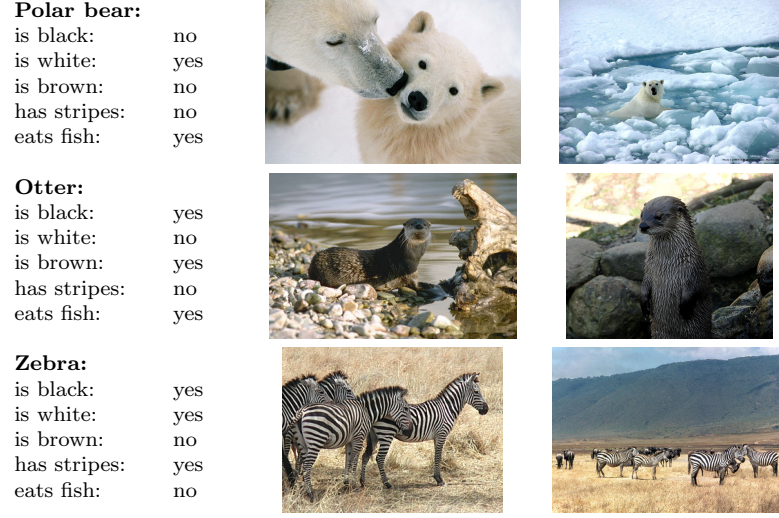 Polar bear:
is black: no
is white: yes
is brown: no
has stripes: no
eats fish: yes
Otter:
is black: yes
is white: no
is brown: yes
has stripes: no
eats fish: yes
Zebra:
is black: yes
is white: yes
is brown: no
has stripes: yes
eats fish: no